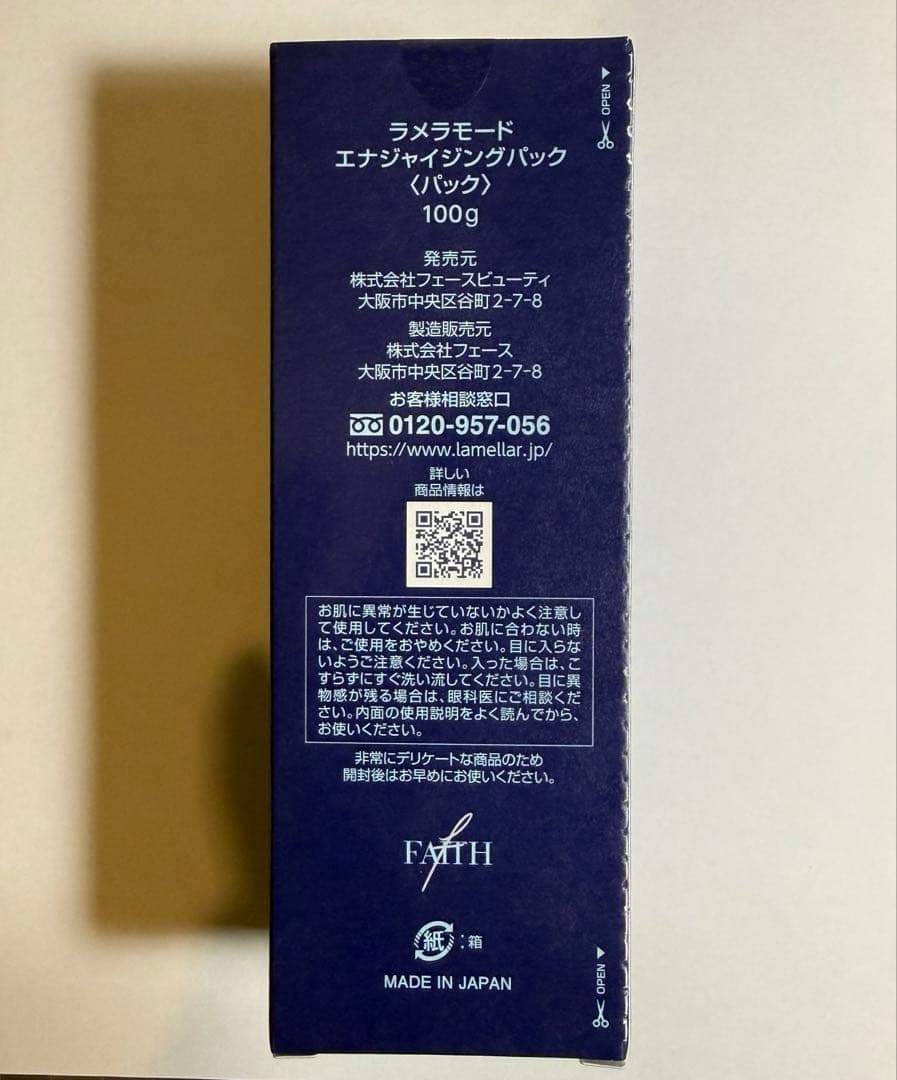 OPEN
ラメラモード
エナジャイジングパック
〈パック〉
100g
発売元
株式会社フェースビューティ
大阪市中央区谷町2-7-8
製造販売元
株式会社フェース
大阪市中央区谷町2-7-8
お客様相談窓口
0120-957-056
https://www.lamellar.jp/
詳しい
商品情報は
お肌に異常が生じていないかよく注意し
て使用してください。お肌に合わない時
は、ご使用をおやめください。目に入らな
いようご注意ください。入った場合は、こ
すらずにすぐ洗い流してください。目に異
物感が残る場合は、眼科医にご相談くだ
さい。内面の使用説明をよく読んでから、
お使いください。
非常にデリケートな商品のため
開封後はお早めにお使いください。
FAITH
紙:箱
MADE IN JAPAN
OPEN